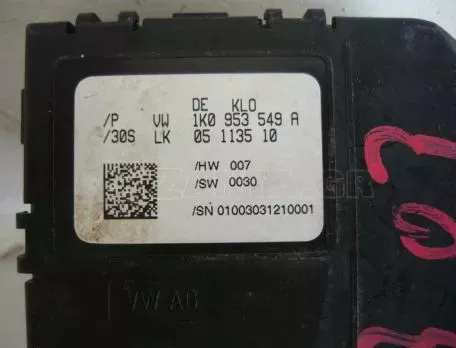 DE KLO
/P VW 1K0 953 549 A
/30S LK 05 1135 10
/HW 007
/SW 0030
/SN 01003031210001
VW AG